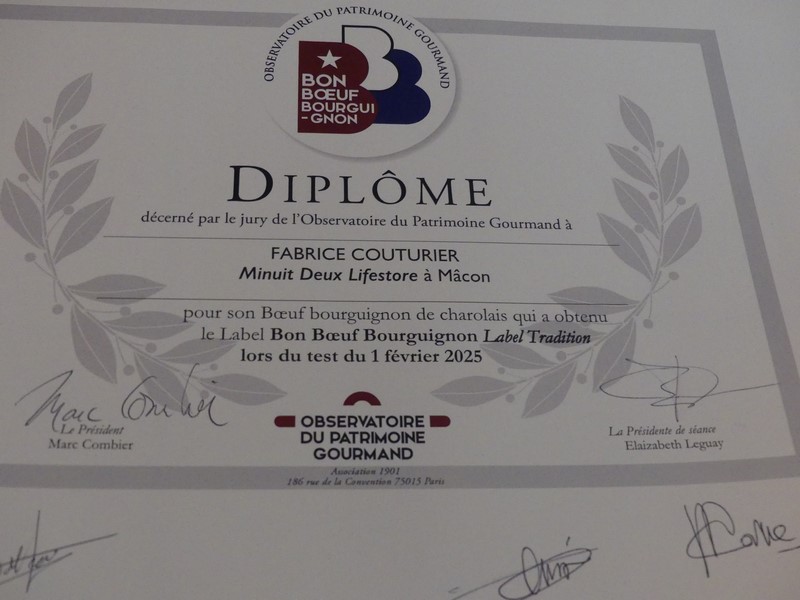 OBSERVATOIRE DU PATRIMOINE GOURMAND
BON
BŒUF
BOURGUI
-GNON
DIPLÔME
décerné par le jury de l'Observatoire du Patrimoine Gourmand à
FABRICE COUTURIER
Minuit Deux Lifestore à Mâcon
pour son Bœuf bourguignon de charolais qui a obtenu
le Label Bon Bœuf Bourguignon Label Tradition
lors du test du 1 février 2025
Marc Combier
Le Président
Marc Combier
La Présidente de séance
Elaizabeth Leguay
OBSERVATOIRE
DU PATRIMOINE
GOURMAND
Association 1901
186 rue de la Convention 75015 Paris